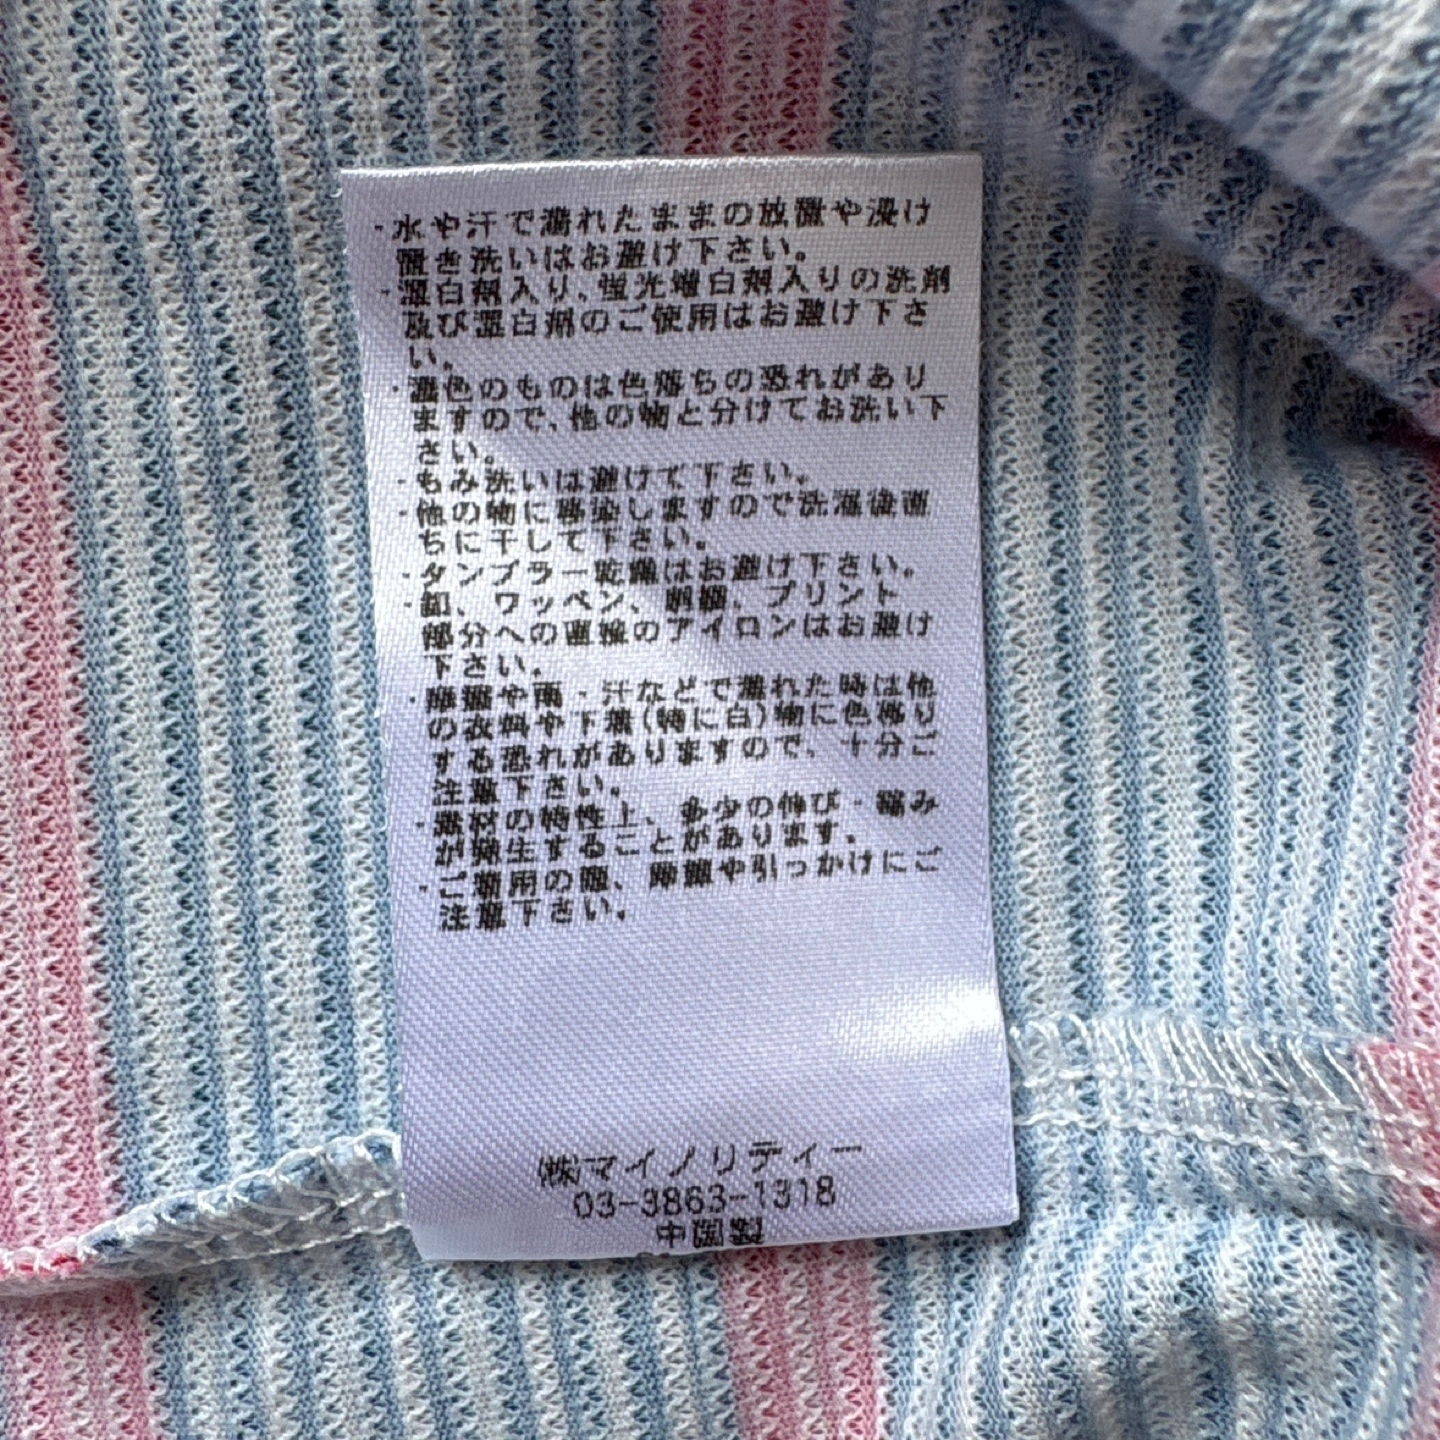 ・水や汗で濡れたままの放置や浸け
置き洗いはお避け下さい。
・漂白剤入り、蛍光増白剤入りの洗剤
及び漂白剤のご使用はお避け下さ
い。
・濃色のものは色落ちの恐れがあり
ますので、他の物と分けてお洗い下
さい。
・もみ洗いは避けて下さい。
・他の物に移染しますので洗濯後直
ちに干して下さい。
・タンブラー乾燥はお避け下さい。
・釦、ワッペン、刺繍、プリント
部分への直接のアイロンはお避け
下さい。
・摩擦や雨・汗などで濡れた時は他
の衣料や下着(特に白)物に色移り
する恐れがありますので、十分ご
注意下さい。
・素材の特性上、多少の伸び・縮み
が発生することがあります。
・ご着用の際、摩擦や引っかけにご
注意下さい。
㈱マイノリティー
03-3863-1318
中国製